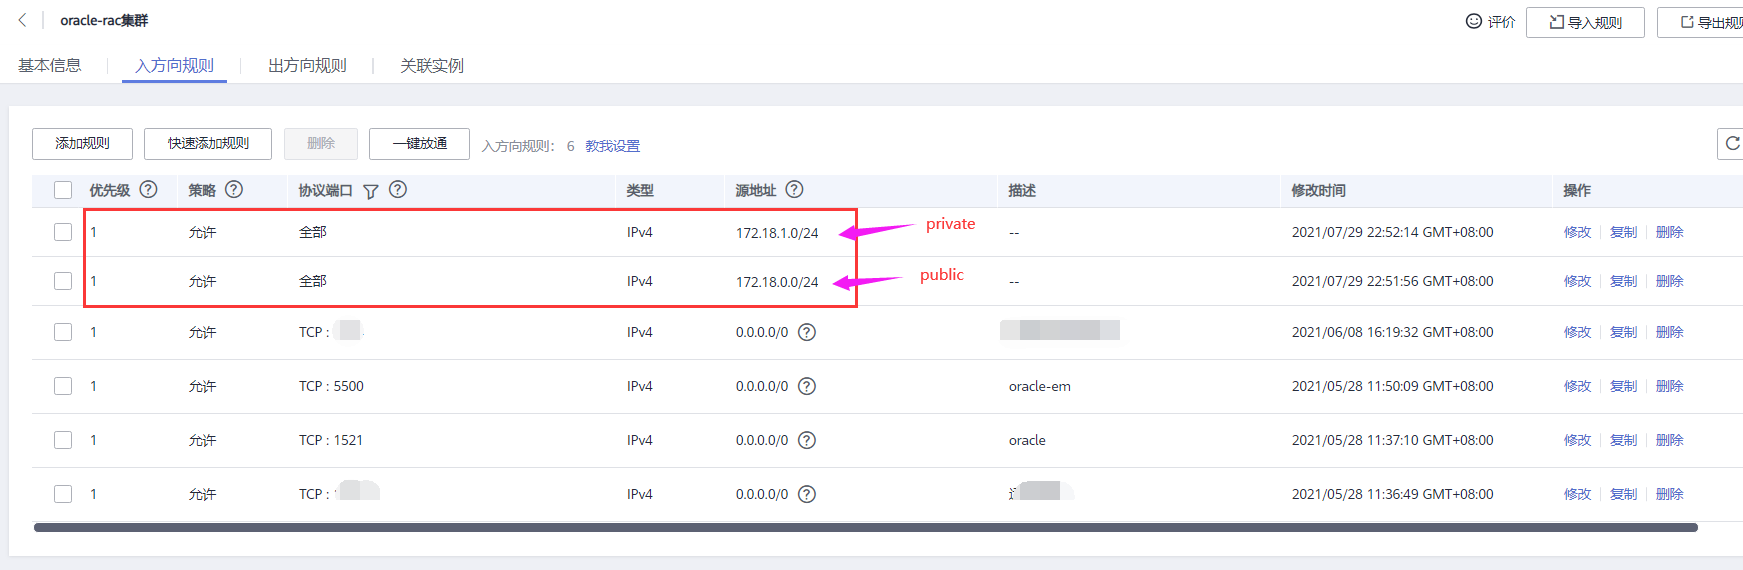 oracle-rac集群
评价 导入规则 导出规
基本信息 入方向规则 出方向规则 关联实例
添加规则 快速添加规则 删除 一键放通 入方向规则： 6 教我设置
优先级 策略 协议端口 类型 源地址 描述 修改时间 操作
1 允许 全部 IPv4 172.18.1.0/24 private -- 2021/07/29 22:52:14 GMT+08:00 修改 复制 删除
1 允许 全部 IPv4 172.18.0.0/24 public -- 2021/07/29 22:51:56 GMT+08:00 修改 复制 删除
1 允许 TCP : IPv4 0.0.0.0/0 2021/06/08 16:19:32 GMT+08:00 修改 复制 删除
1 允许 TCP : 5500 IPv4 0.0.0.0/0 oracle-em 2021/05/28 11:50:09 GMT+08:00 修改 复制 删除
1 允许 TCP : 1521 IPv4 0.0.0.0/0 oracle 2021/05/28 11:37:10 GMT+08:00 修改 复制 删除
1 允许 TCP : IPv4 0.0.0.0/0 2021/05/28 11:36:49 GMT+08:00 修改 复制 删除